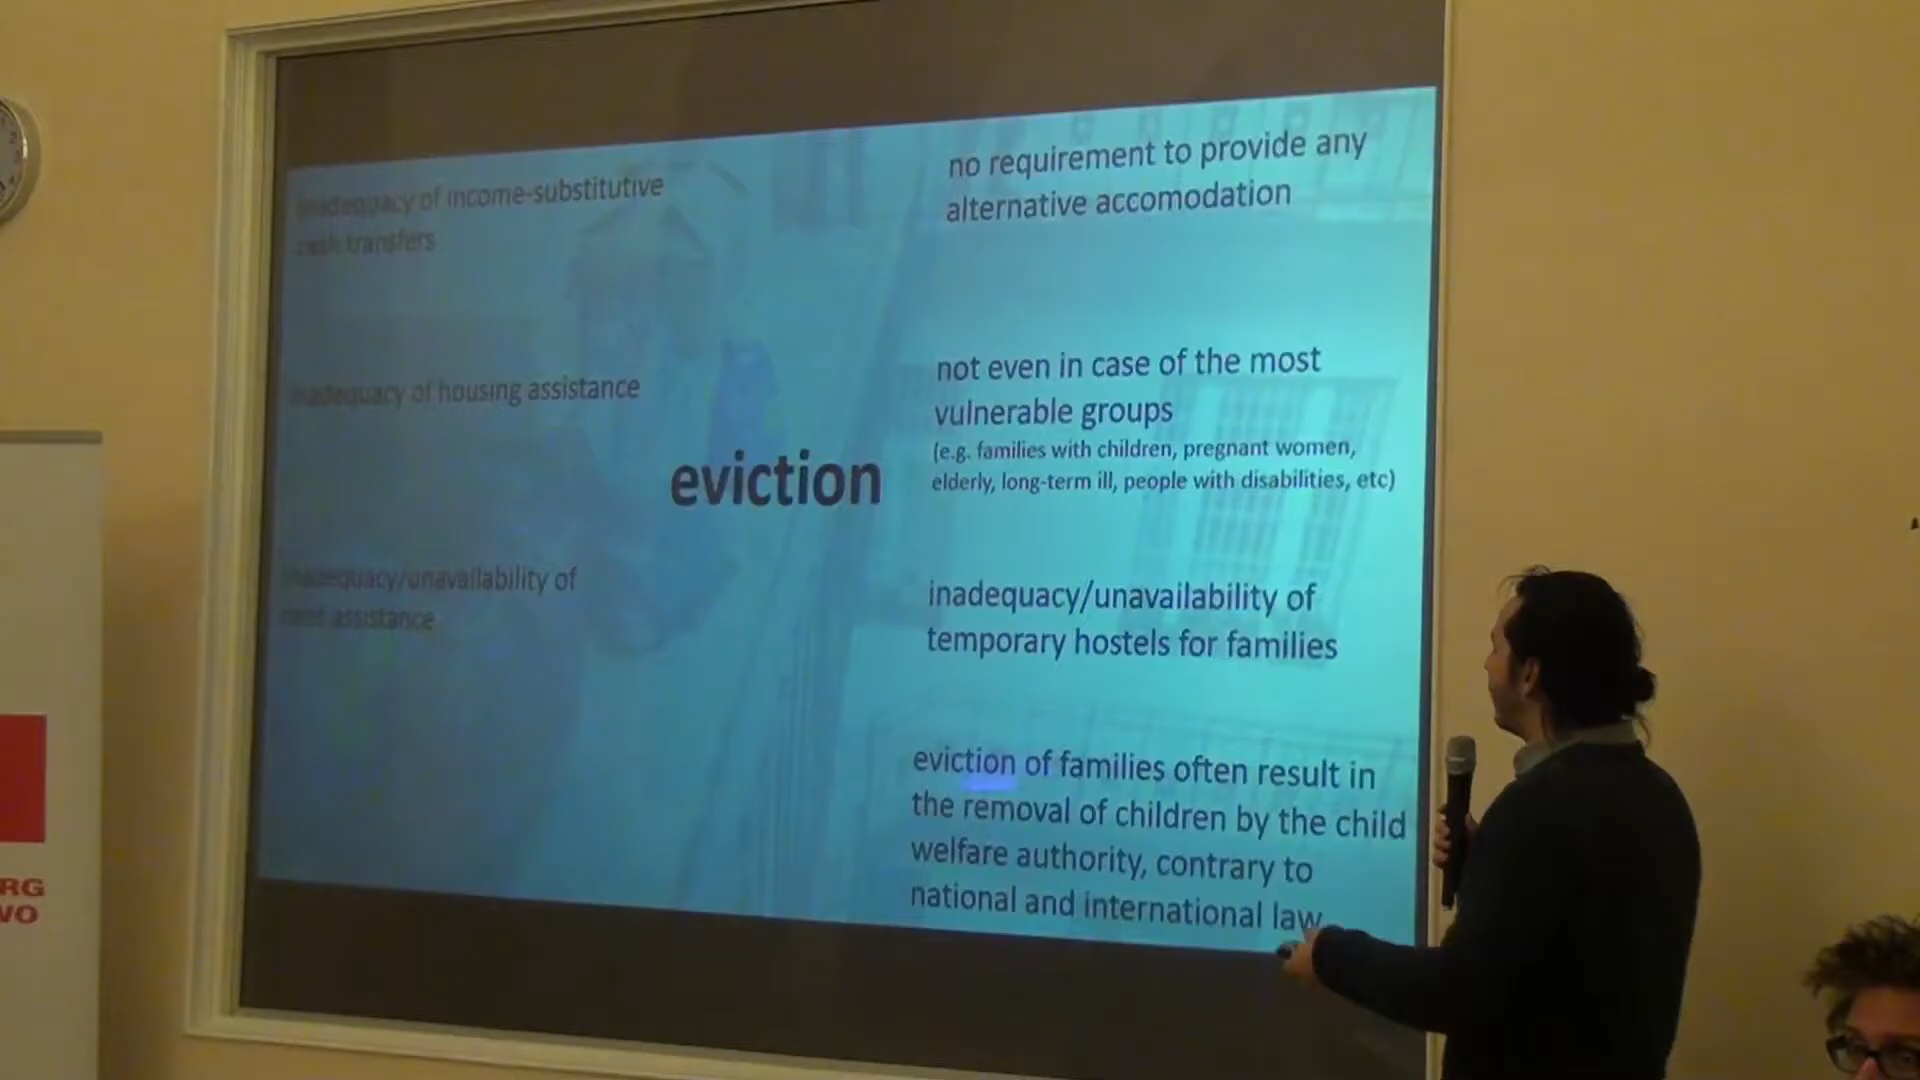 inadequacy of income-substitutive
cash transfers
inadequacy of housing assistance
inadequacy/unavailability of
debt assistance
eviction
no requirement to provide any
alternative accomodation
not even in case of the most
vulnerable groups
(e.g. families with children, pregnant women,
elderly, long-term ill, people with disabilities, etc)
inadequacy/unavailability of
temporary hostels for families
eviction of families often result in
the removal of children by the child
welfare authority, contrary to
national and international law
RG